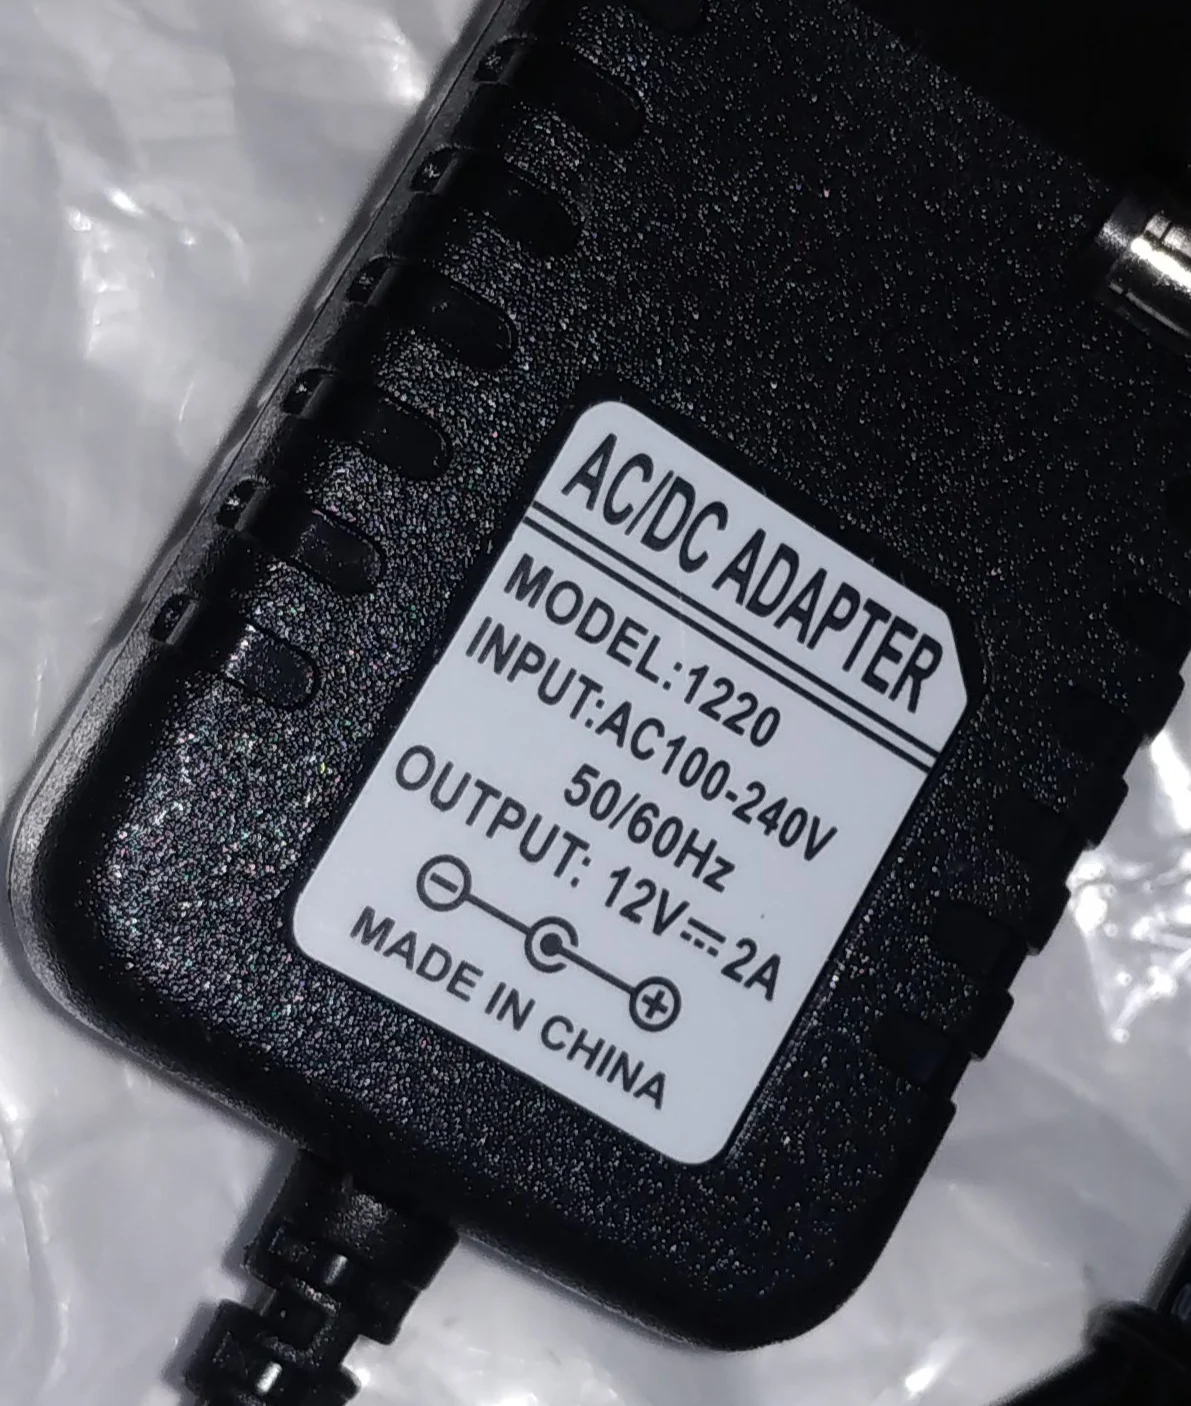 AC/DC ADAPTER
MODEL:1220
INPUT:AC100-240V
50/60Hz
OUTPUT: 12V⎓2A
MADE IN CHINA